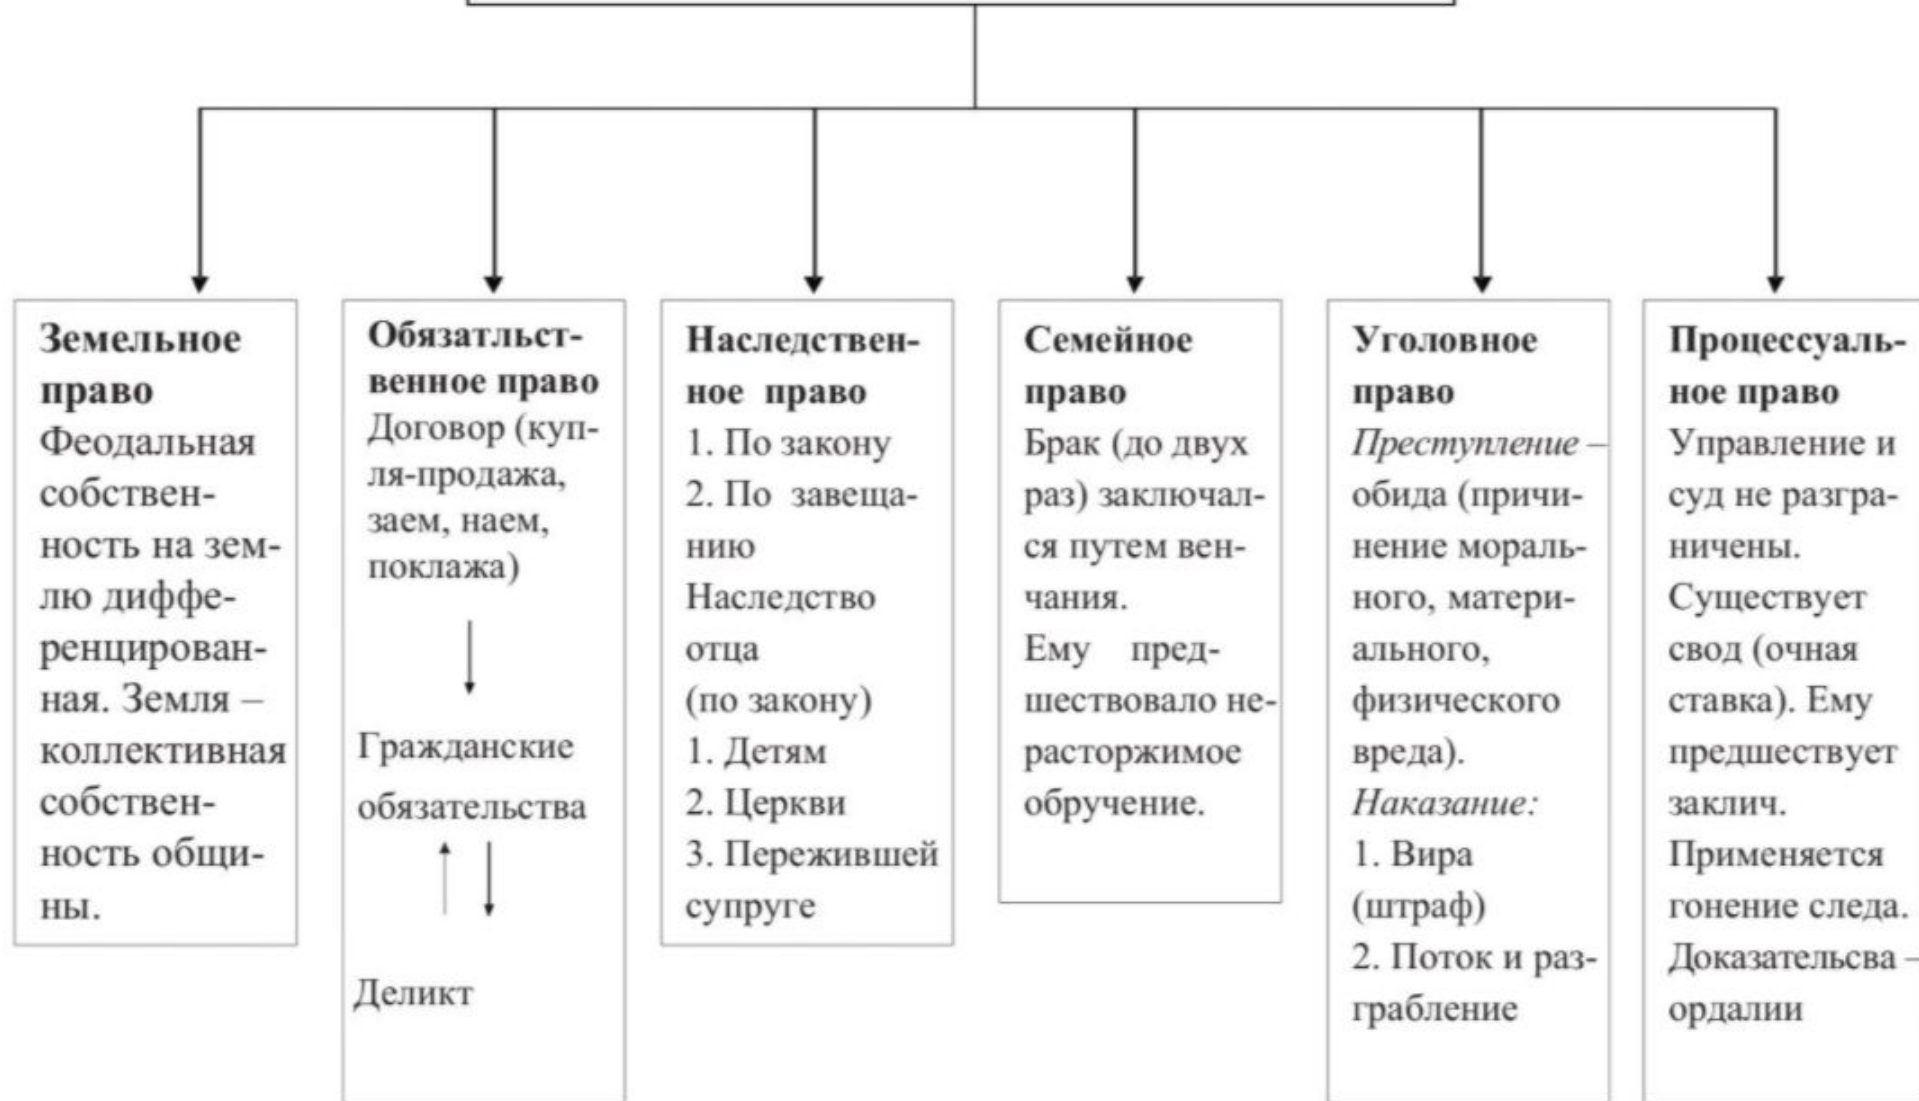 Земельное
право
Феодальная
собствен-
ность на зем-
лю диффе-
ренцирован-
ная. Земля –
коллективная
собствен-
ность общи-
ны.
Обязатльст-
венное право
Договор (куп-
ля-продажа,
заем, наем,
поклажа)
Гражданские
обязательства
Деликт
Наследствен-
ное право
1. По закону
2. По завеща-
нию
Наследство
отца
(по закону)
1. Детям
2. Церкви
3. Пережившей
супруге
Семейное
право
Брак (до двух
раз) заключал-
ся путем вен-
чания.
Ему пред-
шествовало не-
расторжимое
обручение.
Уголовное
право
Преступление –
обида (причи-
нение мораль-
ного, матери-
ального,
физического
вреда).
Наказание:
1. Вира
(штраф)
2. Поток и раз-
грабление
Процессуаль-
ное право
Управление и
суд не разгра-
ничены.
Существует
свод (очная
ставка). Ему
предшествует
заклич.
Применяется
гонение следа.
Доказательсва –
ордалии